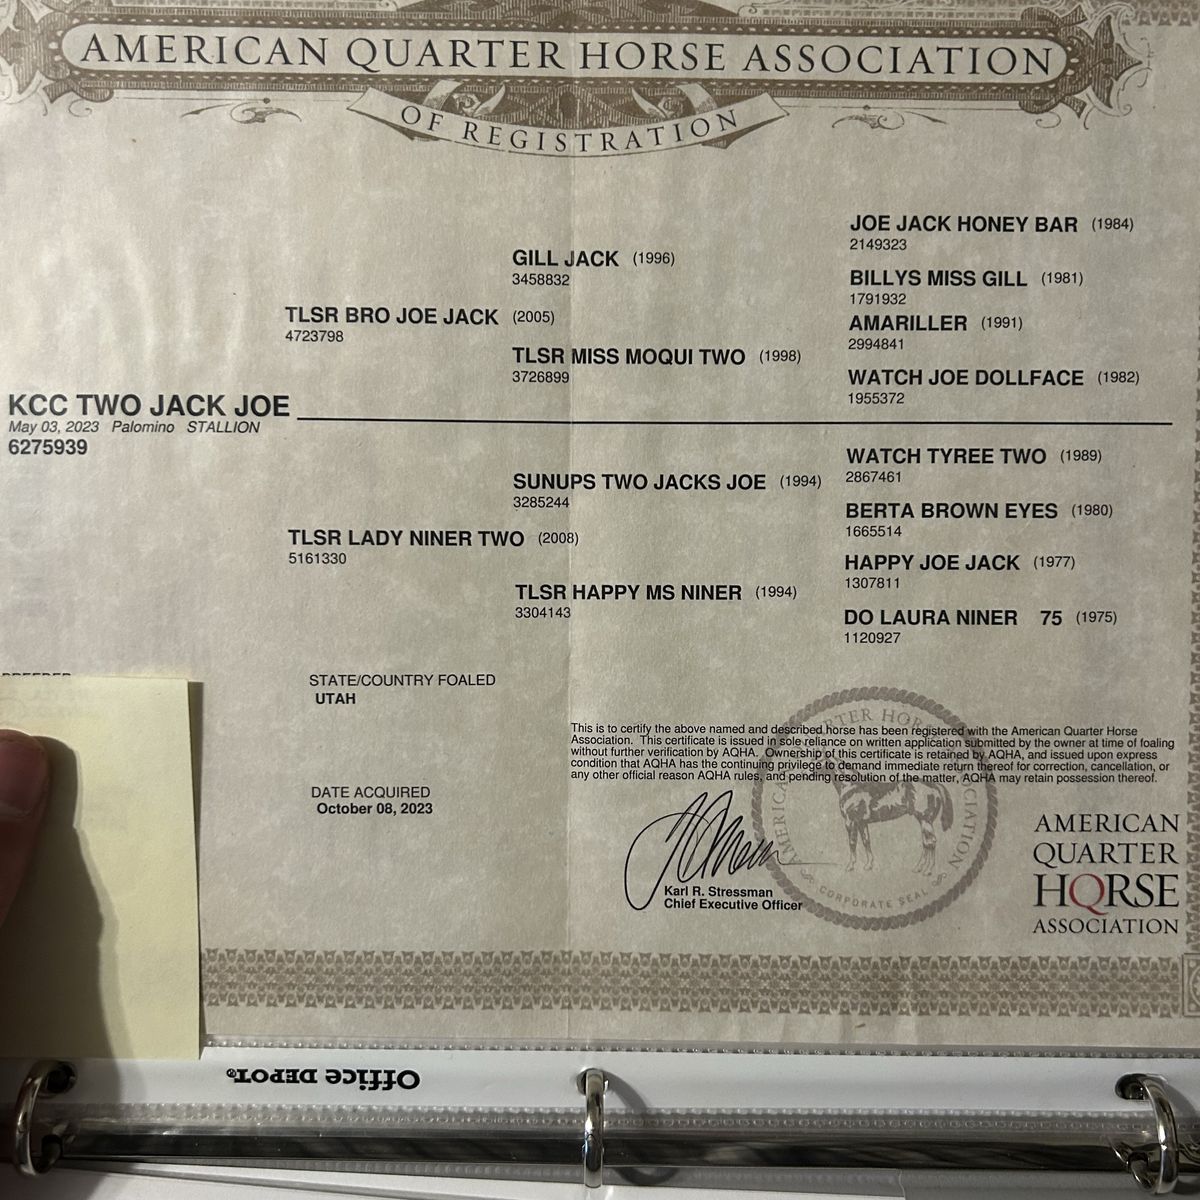 AMERICAN QUARTER HORSE ASSOCIATION
OF REGISTRATION
JOE JACK HONEY BAR (1984)
2149323
GILL JACK (1996)
3458832
BILLYS MISS GILL (1981)
1791932
TLSR BRO JOE JACK (2005)
4723798
AMARILLER (1991)
2994841
TLSR MISS MOQUI TWO (1998)
3726899
WATCH JOE DOLLFACE (1982)
1955372
KCC TWO JACK JOE
May 03, 2023 Palomino STALLION
6275939
WATCH TYREE TWO (1989)
2867461
SUNUPS TWO JACKS JOE (1994)
3285244
BERTA BROWN EYES (1980)
1665514
TLSR LADY NINER TWO (2008)
5161330
HAPPY JOE JACK (1977)
1307811
TLSR HAPPY MS NINER (1994)
3304143
DO LAURA NINER 75 (1975)
1120927
BREEDER
STATE/COUNTRY FOALED
UTAH
This is to certify the above named and described horse has been registered with the American Quarter Horse
Association. This certificate is issued in sole reliance on written application submitted by the owner at time of foaling
without further verification by AQHA. Ownership of this certificate is retained by AQHA, and issued upon express
condition that AQHA has the continuing privilege to demand immediate return thereof for correction, cancellation, or
any other official reason AQHA rules, and pending resolution of the matter, AQHA may retain possession thereof.
DATE ACQUIRED
October 08, 2023
Karl R. Stressman
Chief Executive Officer
AMERICAN QUARTER HORSE ASSOCIATION
CORPORATE SEAL
AMERICAN
QUARTER
HORSE
ASSOCIATION
Office DEPOT®